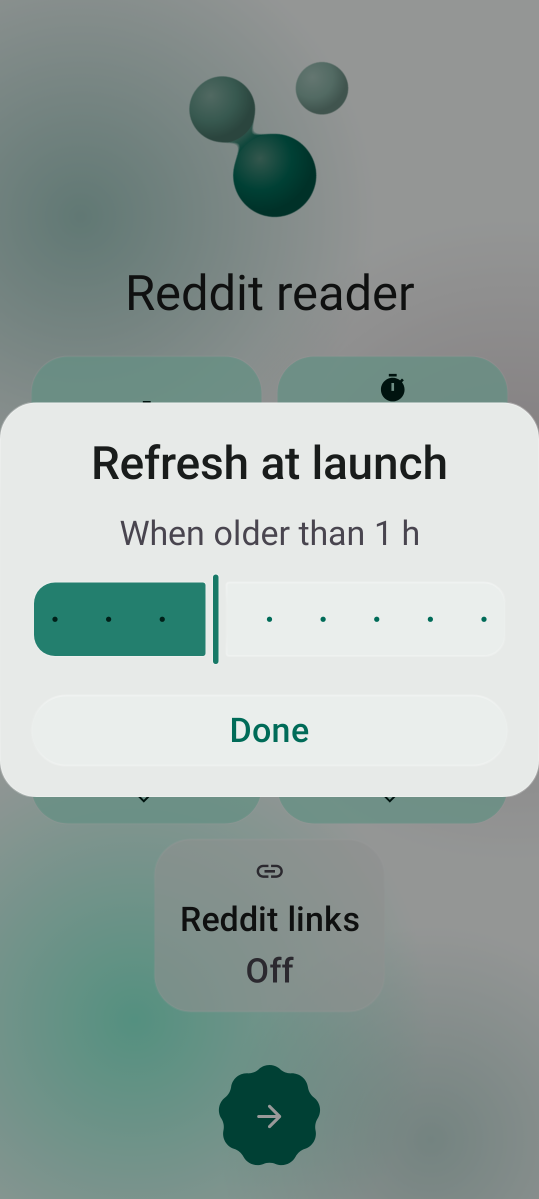 Reddit reader
Refresh at launch
When older than 1 h
Done
Reddit links
Off